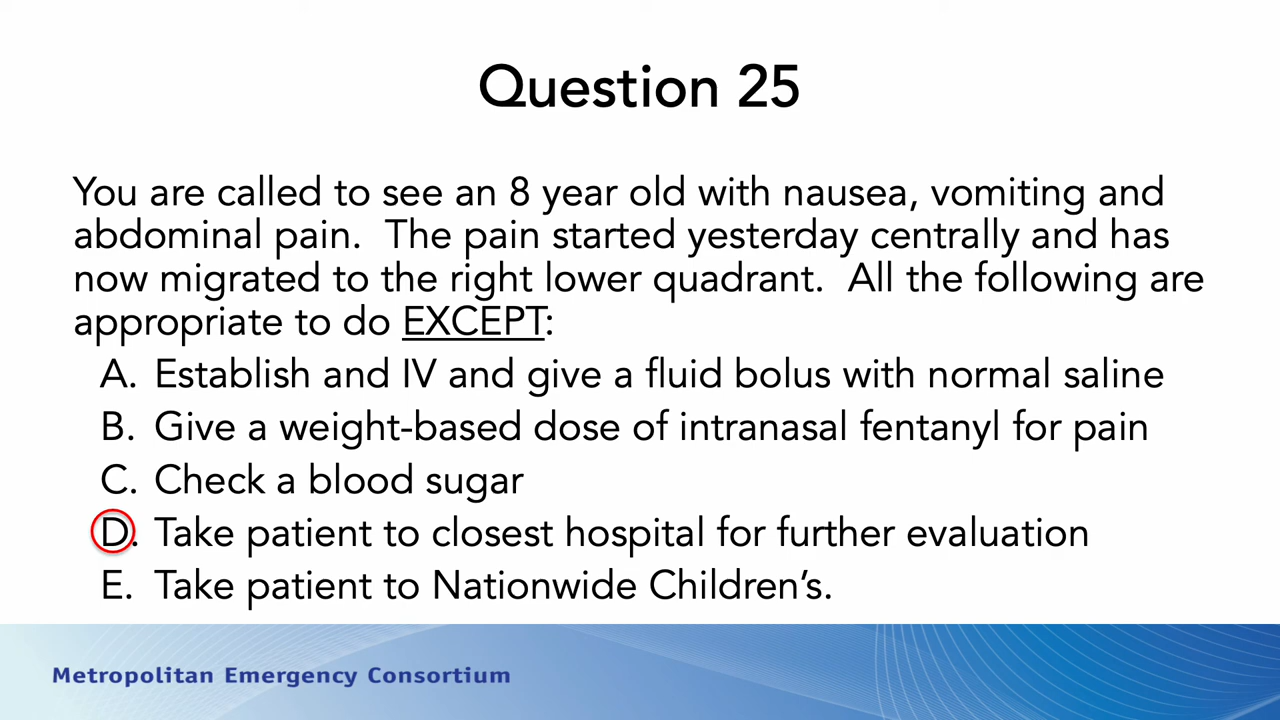 Question 25
You are called to see an 8 year old with nausea, vomiting and
abdominal pain.  The pain started yesterday centrally and has
now migrated to the right lower quadrant.  All the following are
appropriate to do EXCEPT:
A. Establish and IV and give a fluid bolus with normal saline
B. Give a weight-based dose of intranasal fentanyl for pain
C. Check a blood sugar
D. Take patient to closest hospital for further evaluation
E. Take patient to Nationwide Children’s.
Metropolitan Emergency Consortium